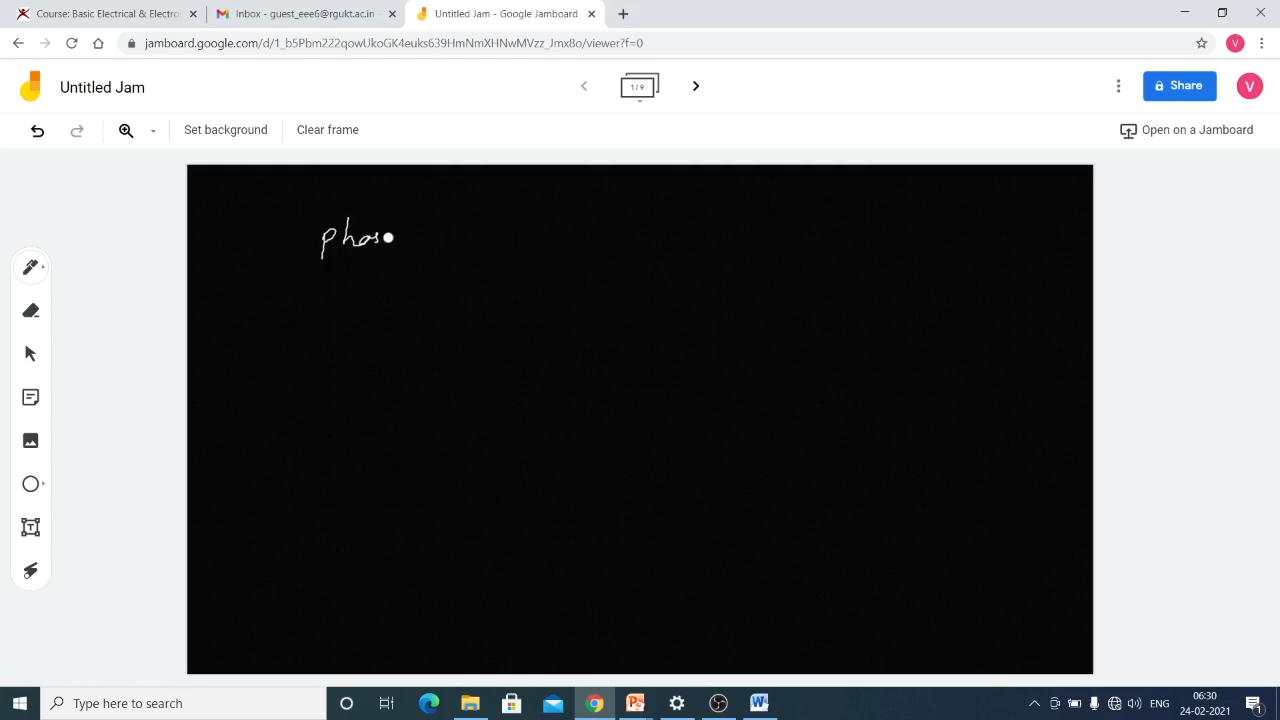 Course: Basic Electrical & Electro
Inbox - guest_eee6@rgukt.ac.in -
Untitled Jam - Google Jamboard
jamboard.google.com/d/1_b5Pbm222qowUkoGK4euks639HmNmXHNwMVzz_Jmx8o/viewer?f=0
V
Untitled Jam
1 / 9
Share
V
Set background
Clear frame
Open on a Jamboard
phas
T
Type here to search
ENG
06:30
24-02-2021
1